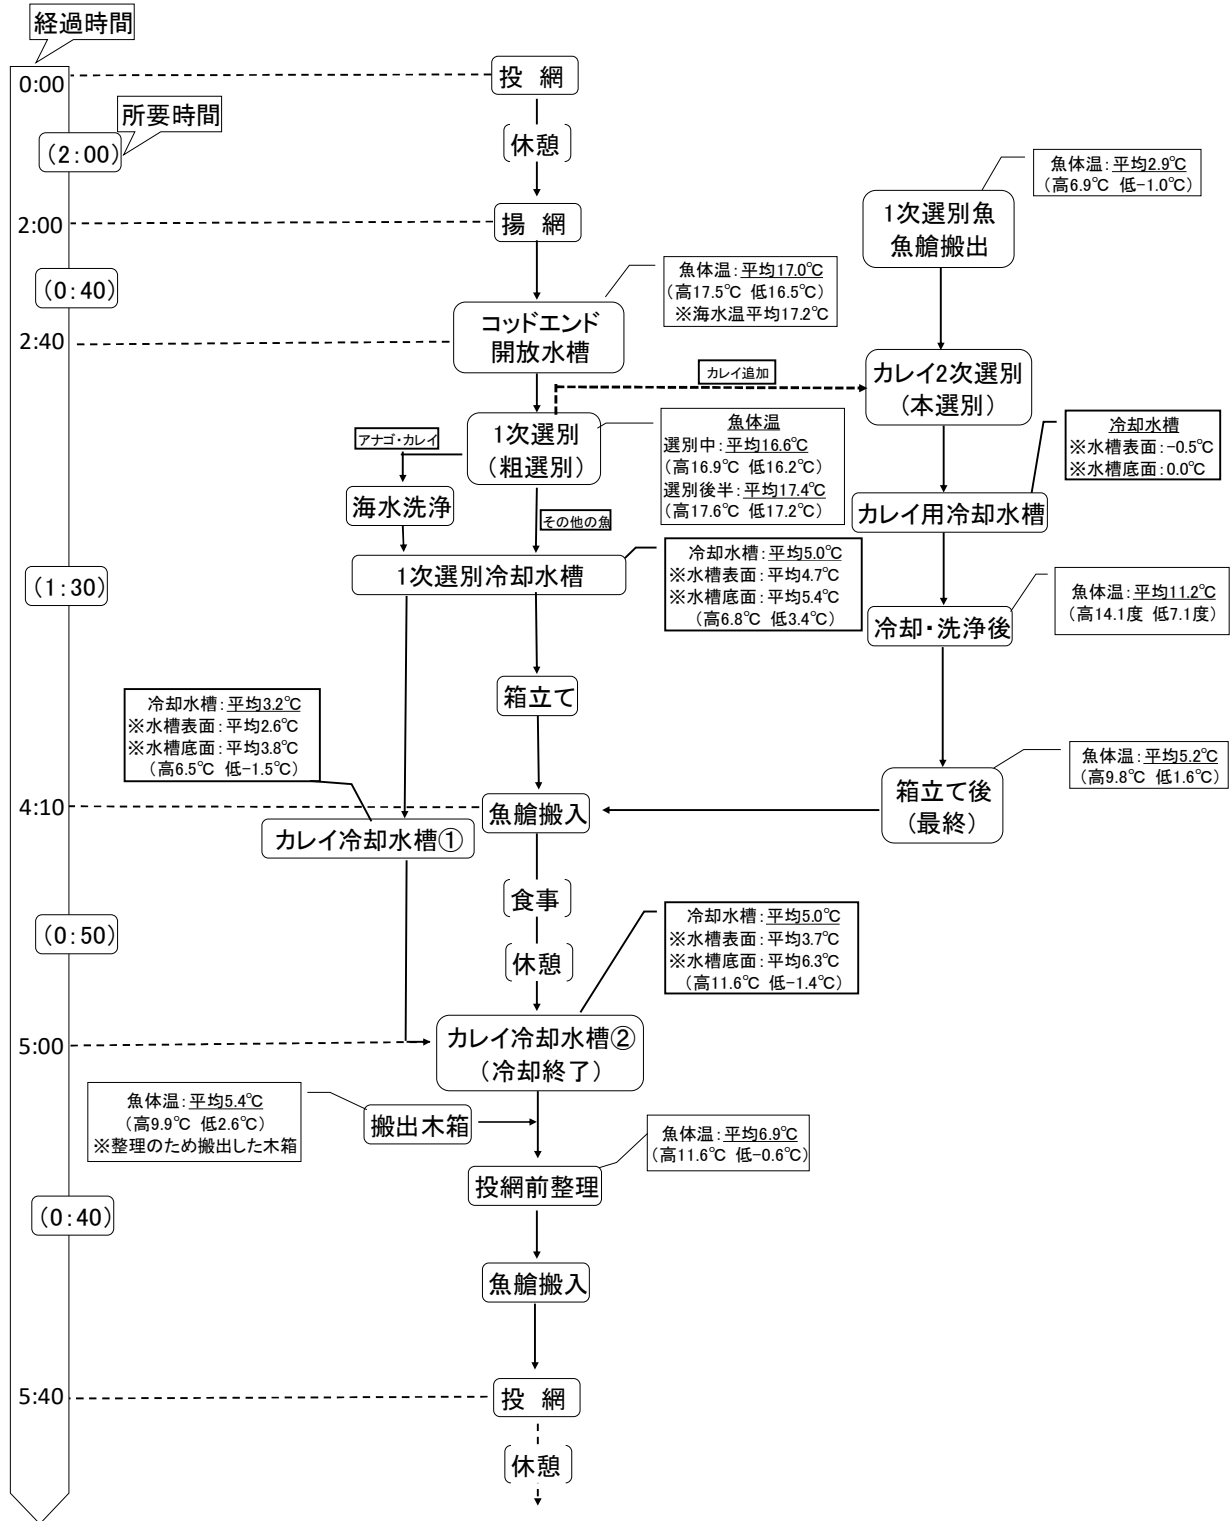 経過時間
0:00
投 網
所要時間
(2:00)
〔休憩〕
魚体温：平均2.9℃
(高6.9℃ 低-1.0℃)
1次選別魚
魚艙搬出
2:00
揚 網
(0:40)
魚体温：平均17.0℃
(高17.5℃ 低16.5℃)
※海水温平均17.2℃
コッドエンド
開放水槽
2:40
カレイ追加
カレイ2次選別
(本選別)
1次選別
(粗選別)
アナゴ・カレイ
魚体温
選別中：平均16.6℃
(高16.9℃ 低16.2℃)
選別後半：平均17.4℃
(高17.6℃ 低17.2℃)
冷却水槽
※水槽表面：-0.5℃
※水槽底面：0.0℃
海水洗浄
その他の魚
カレイ用冷却水槽
1次選別冷却水槽
冷却水槽：平均5.0℃
※水槽表面：平均4.7℃
※水槽底面：平均5.4℃
(高6.8℃ 低3.4℃)
(1:30)
魚体温：平均11.2℃
(高14.1度 低7.1度)
冷却・洗浄後
箱立て
冷却水槽：平均3.2℃
※水槽表面：平均2.6℃
※水槽底面：平均3.8℃
(高6.5℃ 低-1.5℃)
魚体温：平均5.2℃
(高9.8℃ 低1.6℃)
箱立て後
(最終)
4:10
魚艙搬入
カレイ冷却水槽①
〔食事〕
(0:50)
冷却水槽：平均5.0℃
※水槽表面：平均3.7℃
※水槽底面：平均6.3℃
(高11.6℃ 低-1.4℃)
〔休憩〕
5:00
カレイ冷却水槽②
(冷却終了)
魚体温：平均5.4℃
(高9.9℃ 低2.6℃)
※整理のため搬出した木箱
搬出木箱
魚体温：平均6.9℃
(高11.6℃ 低-0.6℃)
投網前整理
(0:40)
魚艙搬入
5:40
投 網
〔休憩〕